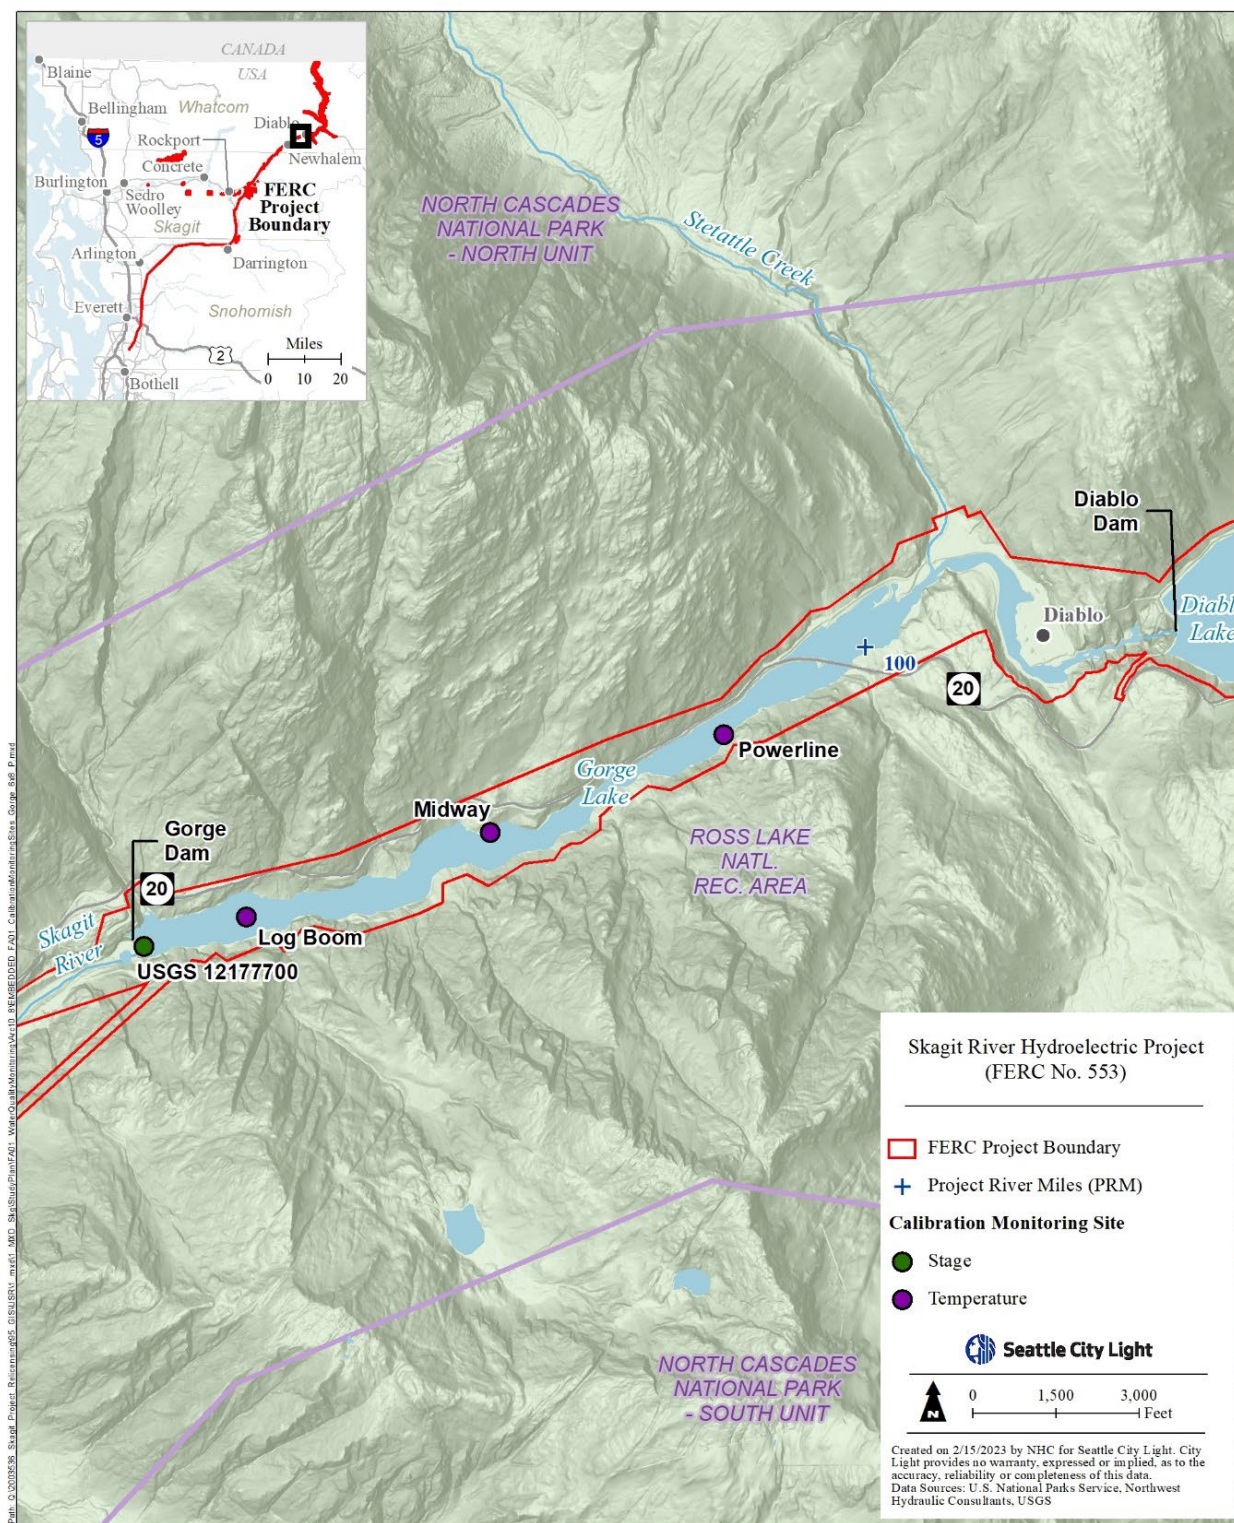 CANADA
USA
Blaine
Bellingham
Whatcom
5
Diablo
Rockport
Newhalem
Concrete
Burlington
Sedro
Woolley
FERC
Project
Boundary
Skagit
Arlington
Darrington
Everett
Snohomish
Miles
2
0 10 20
Bothell
NORTH CASCADES
NATIONAL PARK
- NORTH UNIT
Stetattle Creek
Diablo
Dam
Diabl
Lake
Diablo
100
20
Powerline
Gorge
Lake
Midway
Gorge
Dam
ROSS LAKE
NATL.
REC. AREA
20
Skagit
River
Log Boom
USGS 12177700
NORTH CASCADES
NATIONAL PARK
- SOUTH UNIT
Skagit River Hydroelectric Project
(FERC No. 553)
FERC Project Boundary
Project River Miles (PRM)
Calibration Monitoring Site
Stage
Temperature
Seattle City Light
N
0 1,500 3,000
Feet
Created on 2/15/2023 by NHC for Seattle City Light. City
Light provides no warranty, expressed or implied, as to the
accuracy, reliability or completeness of this data.
Data Sources: U.S. National Parks Service, Northwest
Hydraulic Consultants, USGS